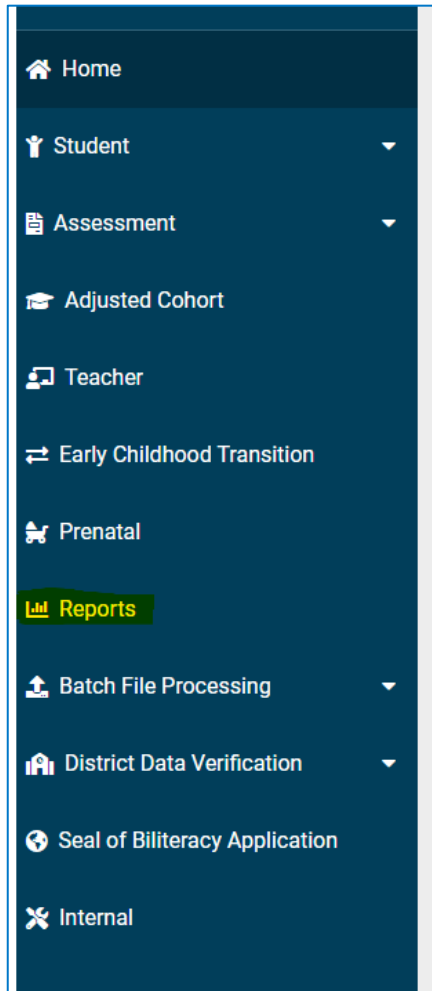 Home
Student
Assessment
Adjusted Cohort
Teacher
Early Childhood Transition
Prenatal
Reports
Batch File Processing
District Data Verification
Seal of Biliteracy Application
Internal